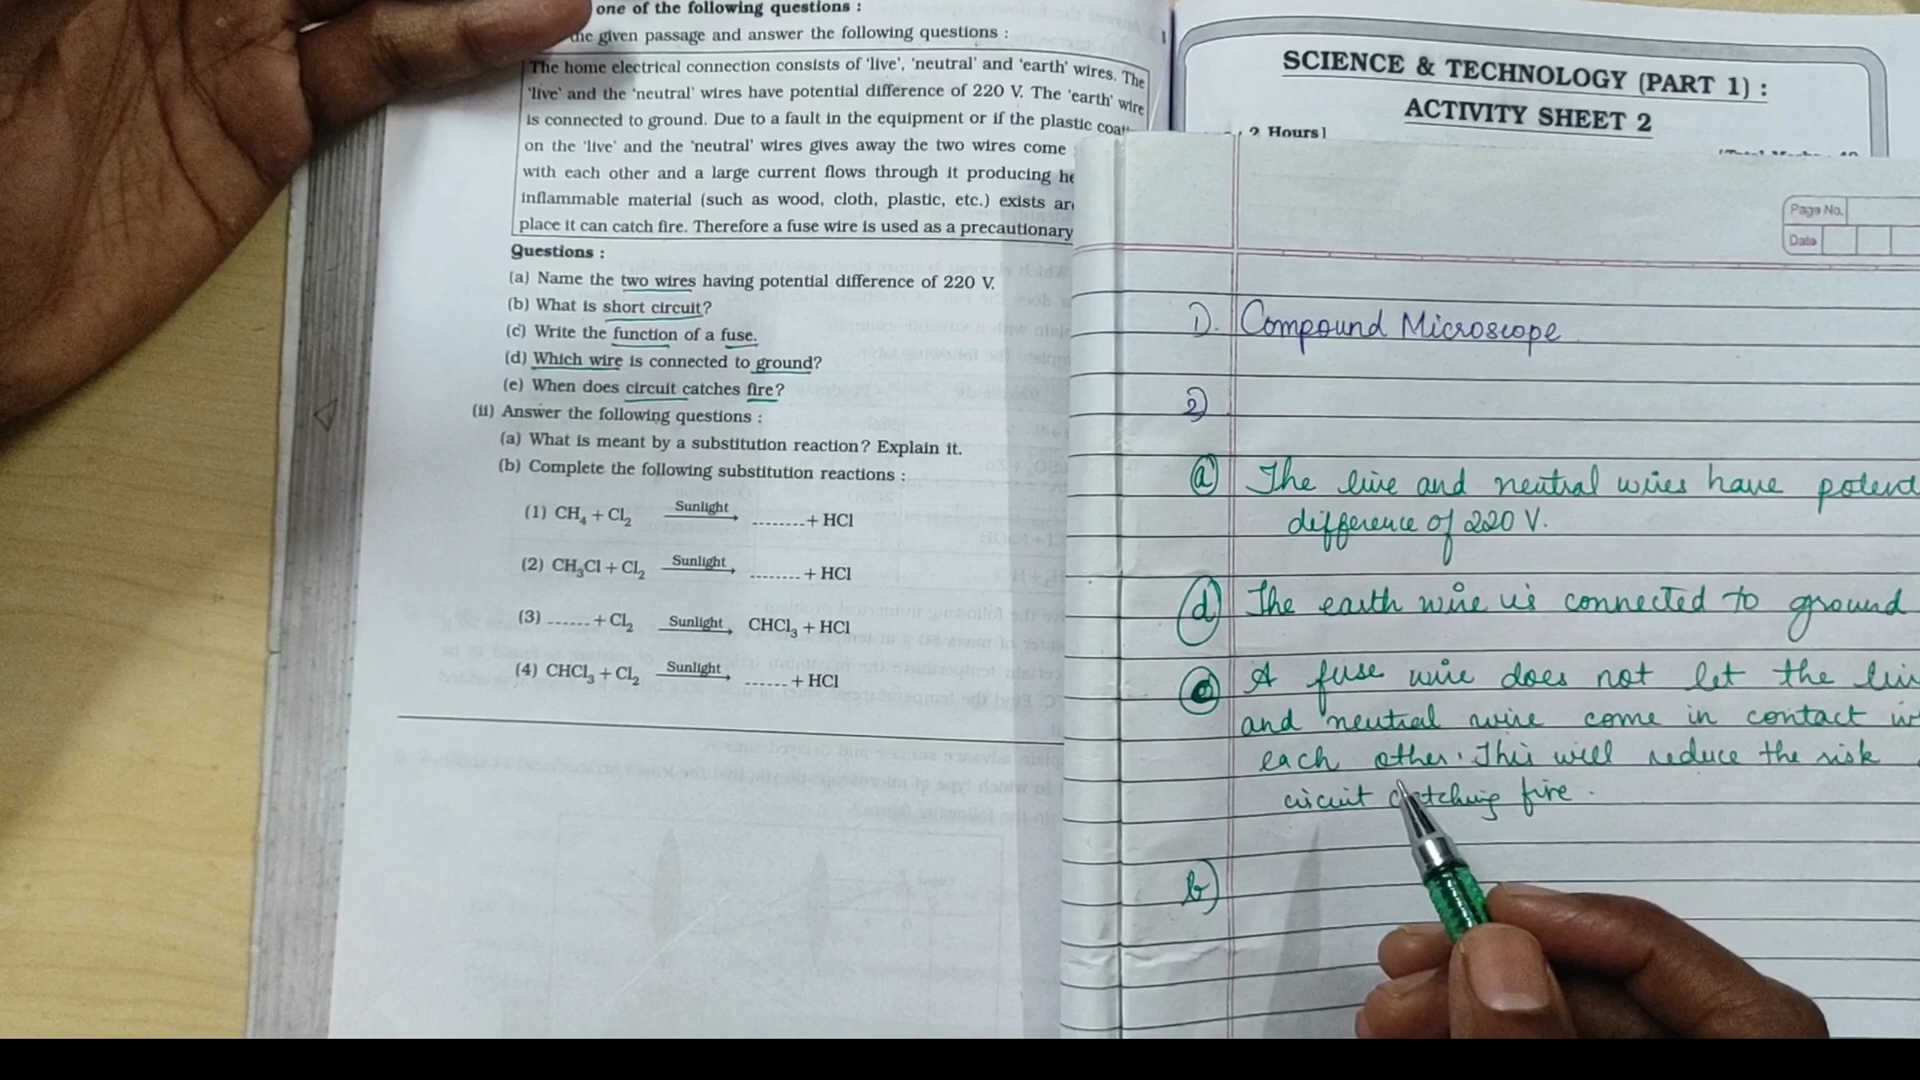 one of the following questions :
the given passage and answer the following questions :
The home electrical connection consists of 'live', 'neutral' and 'earth' wires. The
'live' and the 'neutral' wires have potential difference of 220 V. The 'earth' wire
is connected to ground. Due to a fault in the equipment or if the plastic
on the 'live' and the 'neutral' wires gives away the two wires come
with each other and a large current flows through it producing
inflammable material (such as wood, cloth, plastic, etc.) exists
place it can catch fire. Therefore a fuse wire is used as a precautionary
Questions :
(a) Name the two wires having potential difference of 220 V.
(b) What is short circuit?
(c) Write the function of a fuse.
(d) Which wire is connected to ground?
(e) When does circuit catches fire?
(ii) Answer the following questions :
(a) What is meant by a substitution reaction? Explain it.
(b) Complete the following substitution reactions :
(1) CH₄ + Cl₂ Sunlight → ........ + HCl
(2) CH₃Cl + Cl₂ Sunlight → ........ + HCl
(3) ...... + Cl₂ Sunlight → CHCl₃ + HCl
(4) CHCl₃ + Cl₂ Sunlight → ...... + HCl
SCIENCE & TECHNOLOGY (PART 1) :
ACTIVITY SHEET 2
2 Hours]
Page No.
Date
1). Compound Microscope
2)
(a) The live and neutral wires have
difference of 220 V.
(d) The earth wire is connected to ground
A fuse wire does not let the
and neutral wire come in contact
each other. This will reduce the risk
circuit catching fire.
b)